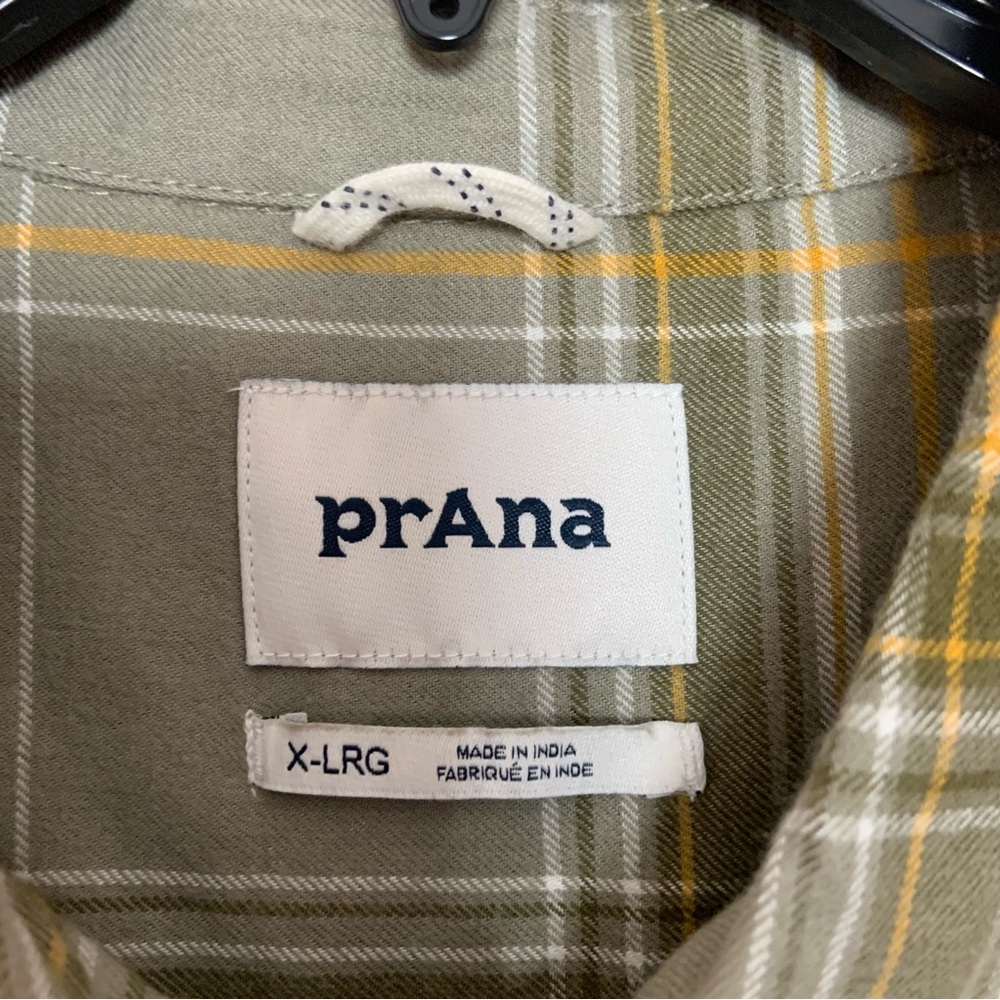 prAna
X-LRG
MADE IN INDIA
FABRIQUÉ EN INDE